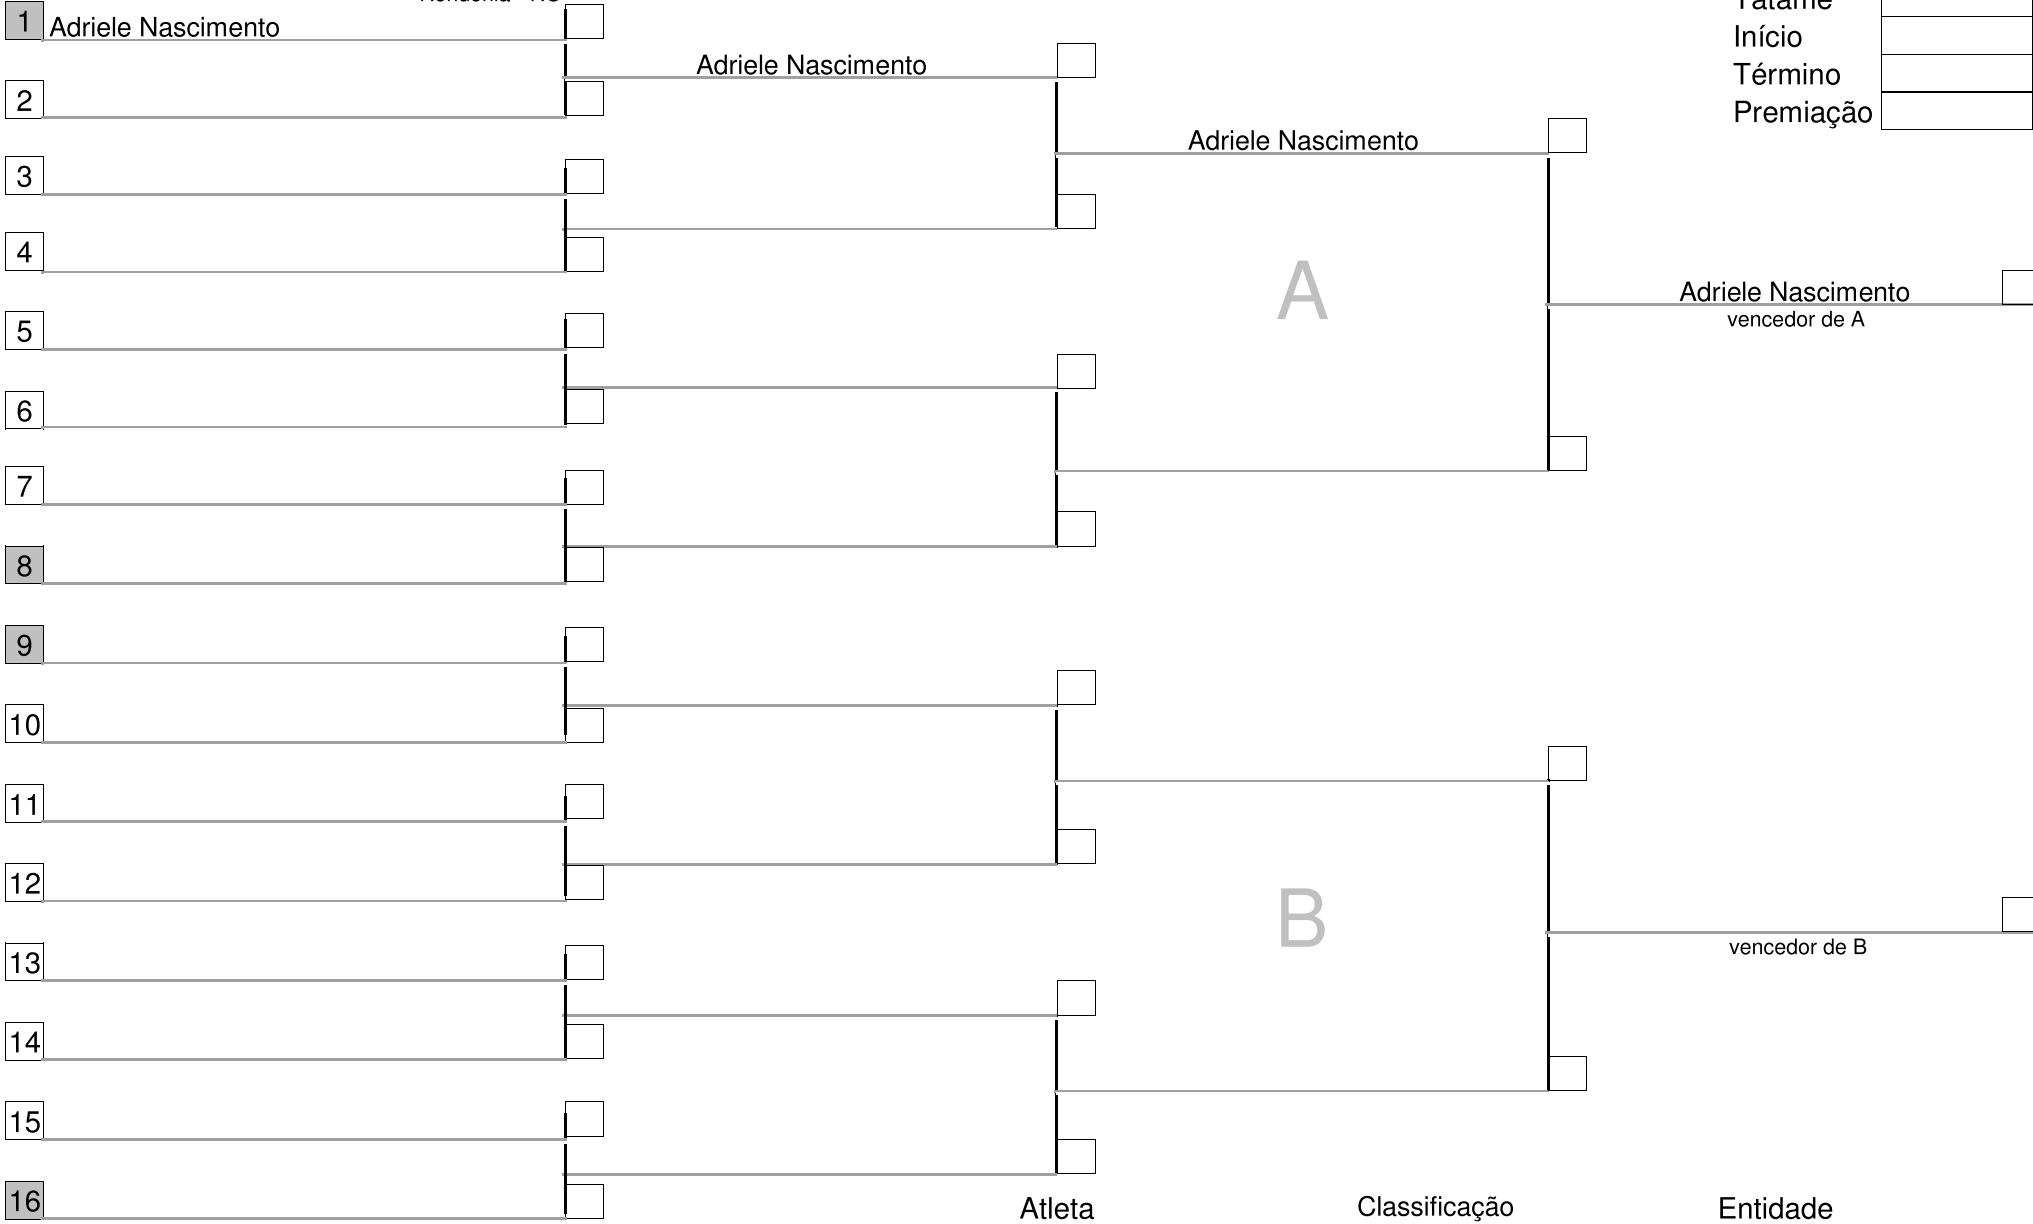 1 Adriele Nascimento
Adriele Nascimento
2
Adriele Nascimento
3
4
5
6
7
8
A
Adriele Nascimento
vencedor de A
9
10
11
12
13
14
15
16
B
vencedor de B
Tatame
Início
Término
Premiação
Atleta Classificação Entidade